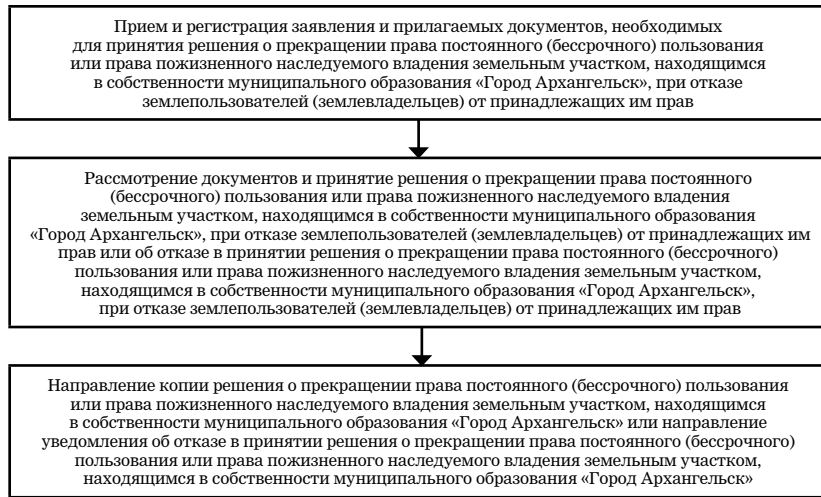 Прием и регистрация заявления и прилагаемых документов, необходимых
для принятия решения о прекращении права постоянного (бессрочного) пользования
или права пожизненного наследуемого владения земельным участком, находящимся
в собственности муниципального образования «Город Архангельск», при отказе
землепользователей (землевладельцев) от принадлежащих им прав
Рассмотрение документов и принятие решения о прекращении права постоянного
(бессрочного) пользования или права пожизненного наследуемого владения
земельным участком, находящимся в собственности муниципального образования
«Город Архангельск», при отказе землепользователей (землевладельцев) от принадлежащих им
прав или об отказе в принятии решения о прекращении права постоянного (бессрочного)
пользования или права пожизненного наследуемого владения земельным участком,
находящимся в собственности муниципального образования «Город Архангельск»,
при отказе землепользователей (землевладельцев) от принадлежащих им прав
Направление копии решения о прекращении права постоянного (бессрочного) пользования
или права пожизненного наследуемого владения земельным участком, находящимся
в собственности муниципального образования «Город Архангельск» или направление
уведомления об отказе в принятии решения о прекращении права постоянного (бессрочного)
пользования или права пожизненного наследуемого владения земельным участком,
находящимся в собственности муниципального образования «Город Архангельск»